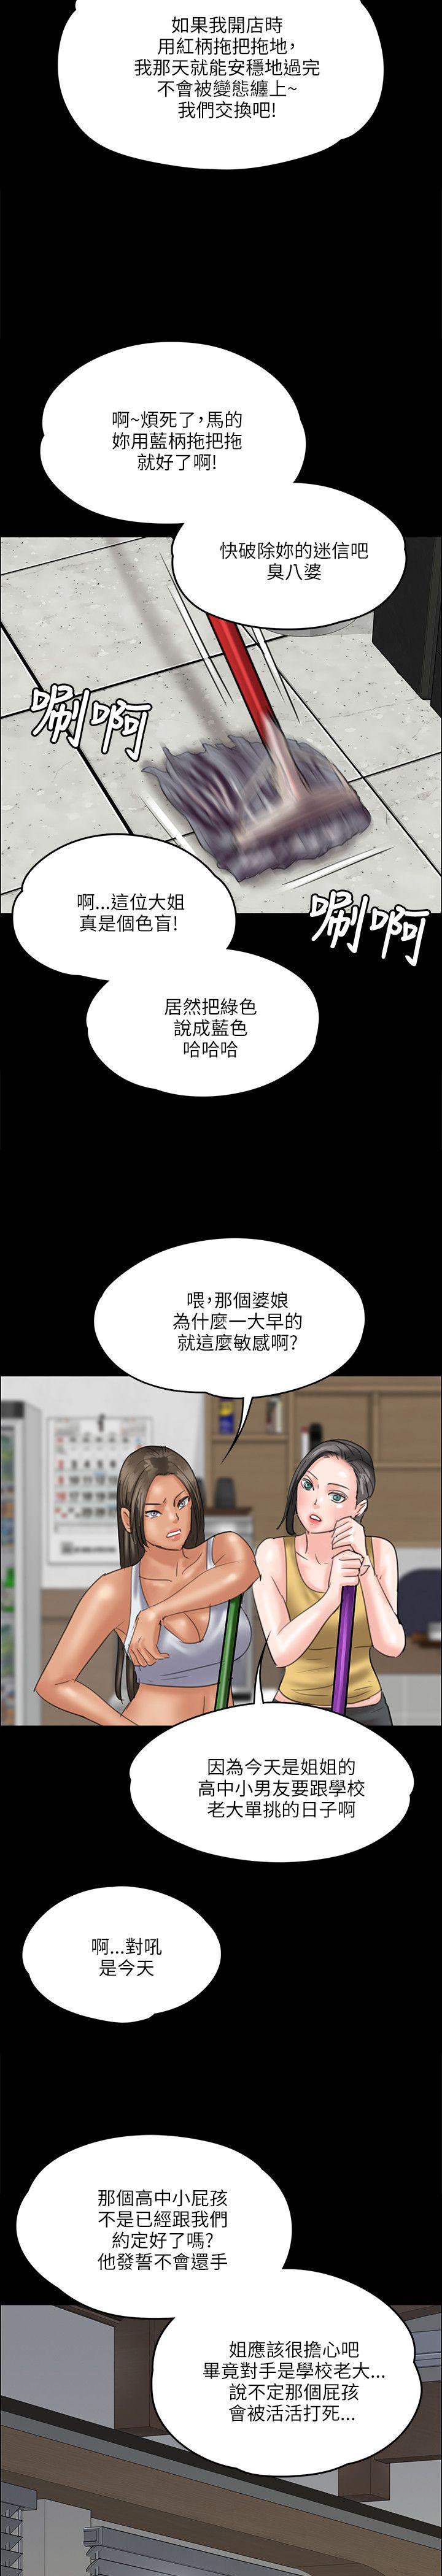 如果我開店時
用紅柄拖把拖地，
我那天就能安穩地過完
不會被變態纏上~
我們交換吧!
啊~煩死了，馬的
妳用藍柄拖把拖
就好了啊!
快破除妳的迷信吧
臭八婆
唰啊
唰啊
啊...這位大姐
真是個色盲!
居然把綠色
說成藍色
哈哈哈
喂，那個婆娘
為什麼一大早的
就這麼敏感啊?
因為今天是姐姐的
高中小男友要跟學校
老大單挑的日子啊
啊...對吼
是今天
那個高中小屁孩
不是已經跟我們
約定好了嗎?
他發誓不會還手
姐應該很擔心吧
畢竟對手是學校老大...
說不定那個屁孩
會被活活打死...